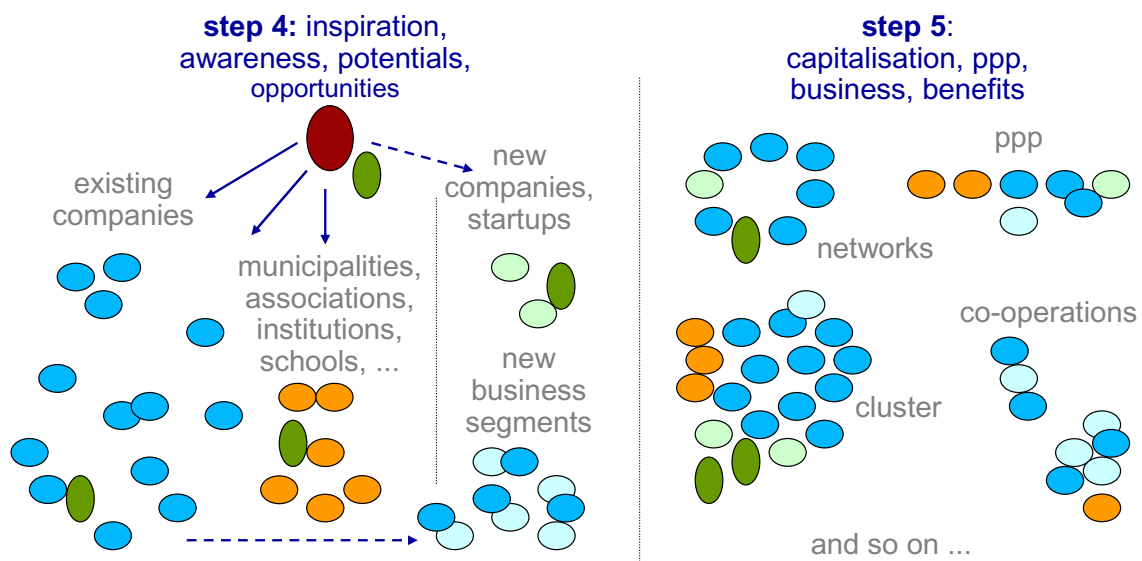 step 4: inspiration,
awareness, potentials,
opportunities
existing
companies
municipalities,
associations,
institutions,
schools, ...
new
companies,
startups
new
business
segments
step 5:
capitalisation, ppp,
business, benefits
ppp
networks
co-operations
cluster
and so on ...